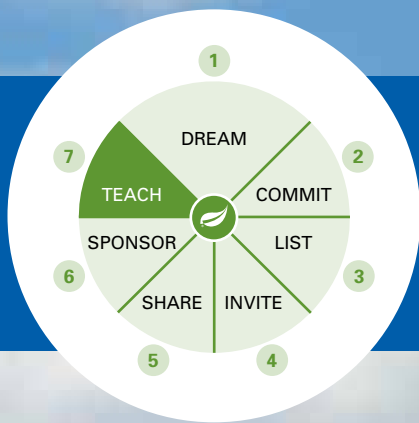 1
DREAM
2
COMMIT
3
LIST
4
INVITE
5
SHARE
6
SPONSOR
7
TEACH